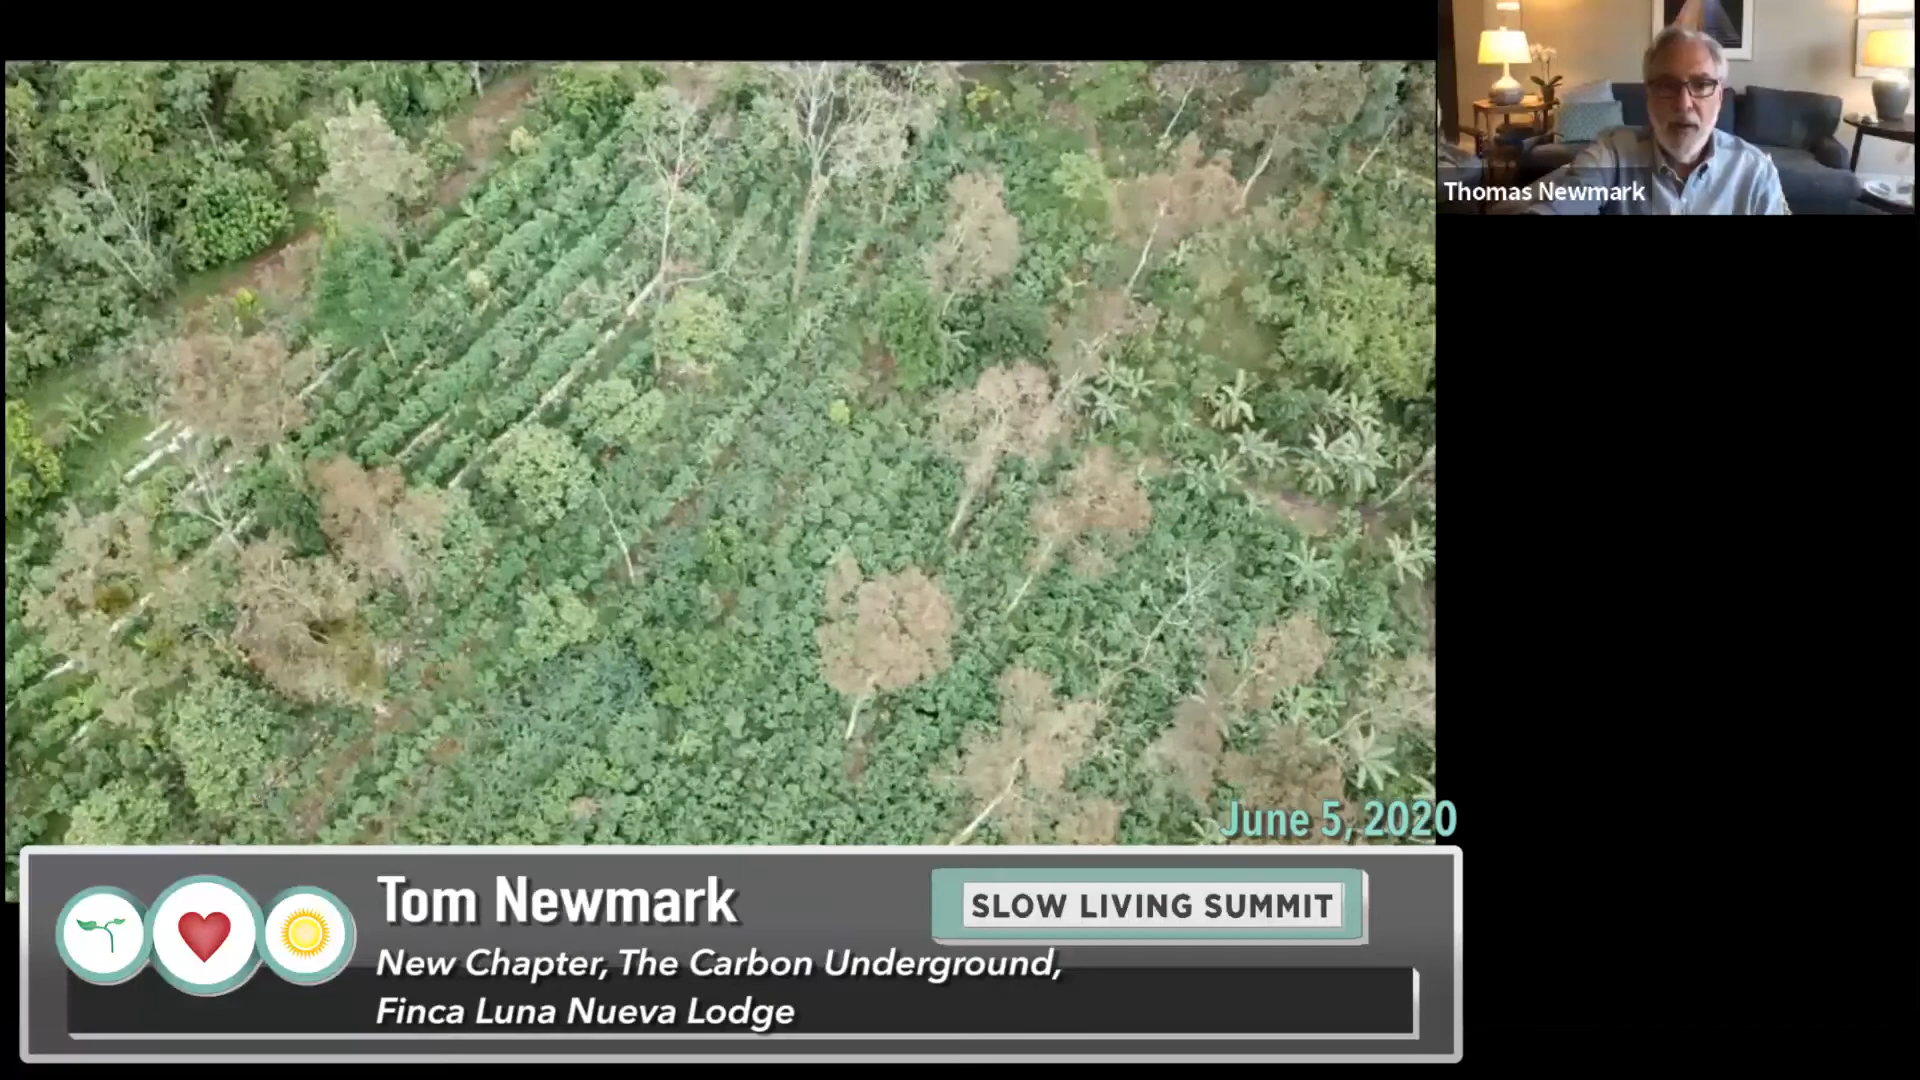 Thomas Newmark
June 5, 2020
Tom Newmark
SLOW LIVING SUMMIT
New Chapter, The Carbon Underground,
Finca Luna Nueva Lodge